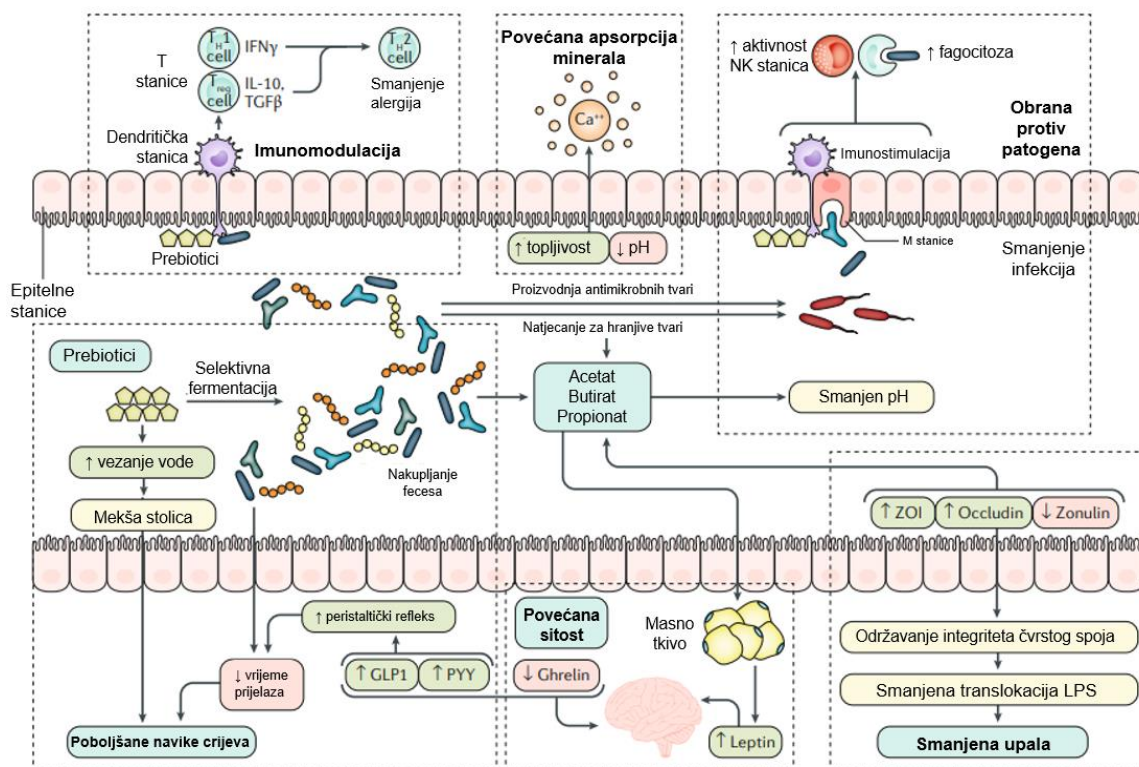 T
stanice
T_H1
cell
IFNγ
T_reg
cell
IL-10,
TGFβ
T_H2
cell
Smanjenje
alergija
Dendritička
stanica
Imunomodulacija
Prebiotici
Epitelne
stanice
Povećana apsorpcija
minerala
Ca++
↑ topljivost
↓ pH
↑ aktivnost
NK stanica
↑ fagocitoza
Obrana
protiv
patogena
Imunostimulacija
M stanice
Smanjenje
infekcija
Proizvodnja antimikrobnih tvari
Natjecanje za hranjive tvari
Prebiotici
Selektivna
fermentacija
Acetat
Butirat
Propionat
Smanjen pH
↑ vezanje vode
Mekša stolica
Nakupljanje
fecesa
↑ ZOI
↑ Occludin
↓ Zonulin
↑ peristaltički refleks
↑ GLP1
↑ PYY
↓ vrijeme
prijelaza
Poboljšane navike crijeva
Povećana
sitost
↓ Ghrelin
Masno
tkivo
↑ Leptin
Održavanje integriteta čvrstog spoja
Smanjena translokacija LPS
Smanjena upala